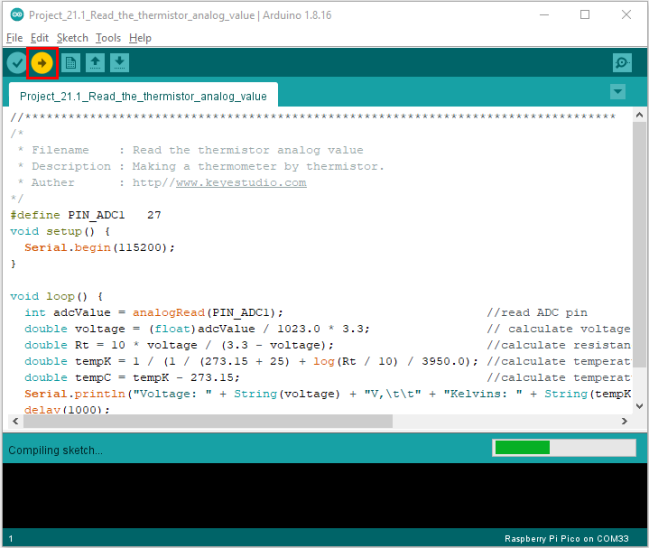 Project_21.1_Read_the_thermistor_analog_value | Arduino 1.8.16
File Edit Sketch Tools Help
Project_21.1_Read_the_thermistor_analog_value
//**********************************************************************************
/*
 * Filename    : Read the thermistor analog value
 * Description : Making a thermometer by thermistor.
 * Auther      : http//www.keyestudio.com
*/
#define PIN_ADC1   27
void setup() {
  Serial.begin(115200);
}
void loop() {
  int adcValue = analogRead(PIN_ADC1);                            //read ADC pin
  double voltage = (float)adcValue / 1023.0 * 3.3;                // calculate voltage
  double Rt = 10 * voltage / (3.3 - voltage);                     //calculate resistan
  double tempK = 1 / (1 / (273.15 + 25) + log(Rt / 10) / 3950.0); //calculate temperat
  double tempC = tempK - 273.15;                                  //calculate temperat
  Serial.println("Voltage: " + String(voltage) + "V,\t\t" + "Kelvins: " + String(tempK
  delay(1000);
Compiling sketch...
1 Raspberry Pi Pico on COM33